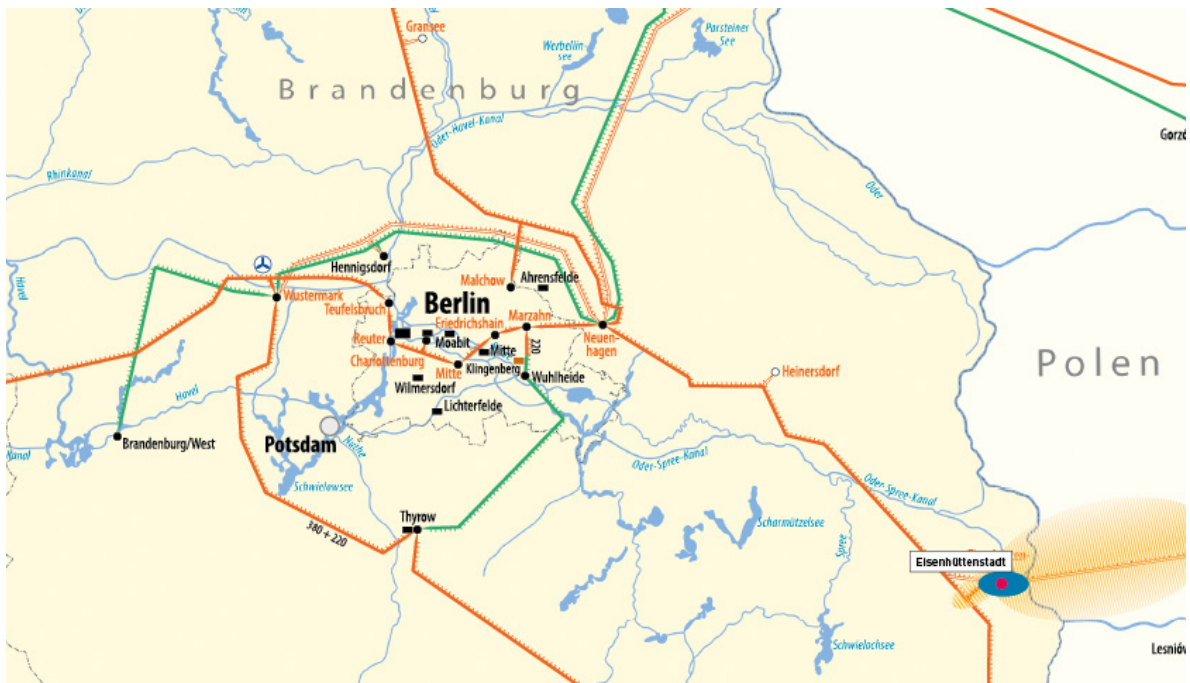 Gransee
Werbellin
see
Parsteiner
See
Brandenburg
Oder-Havel-Kanal
Gorzó
Rhinkanal
Oder
Havel
Hennigsdorf
Malchow
Ahrensfelde
Wustermark
Teufelsbruch
Berlin
Friedrichshain
Marzahn
Neuen-
hagen
Reuter
Moabit
Mitte
220
Charlottenburg
Mitte
Klingenberg
Wuhlheide
Heinersdorf
Polen
Wilmersdorf
Lichterfelde
Havel
Kanal
Brandenburg/West
Potsdam
Nuthe
Oder-Spree-Kanal
Oder-Spree-Kanal
Schwielowsee
380 + 220
Thyrow
Scharmützelsee
Spree
Eisenhüttenstadt
Schwielochsee
Lesnióv